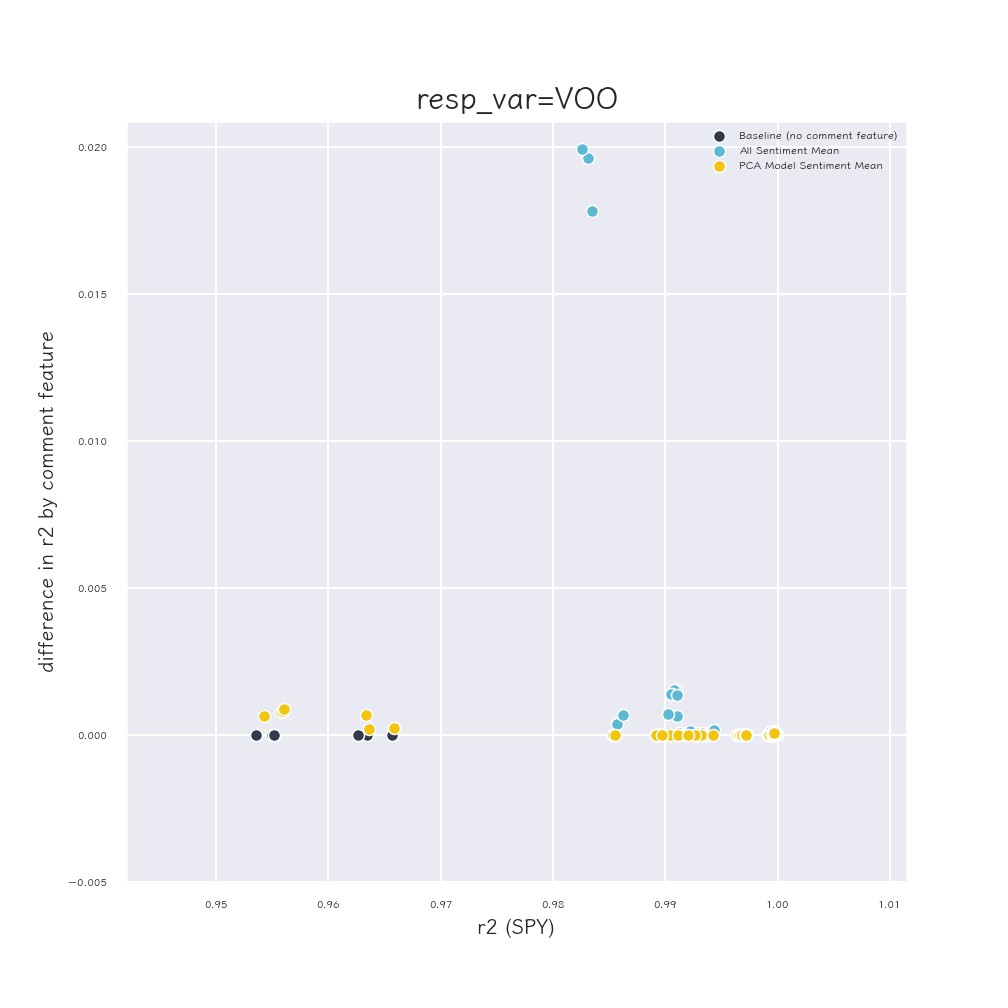 resp_var=VOO
Baseline (no comment feature)
All Sentiment Mean
PCA Model Sentiment Mean
difference in r2 by comment feature
0.020
0.015
0.010
0.005
0.000
−0.005
0.95
0.96
0.97
0.98
0.99
1.00
1.01
r2 (SPY)